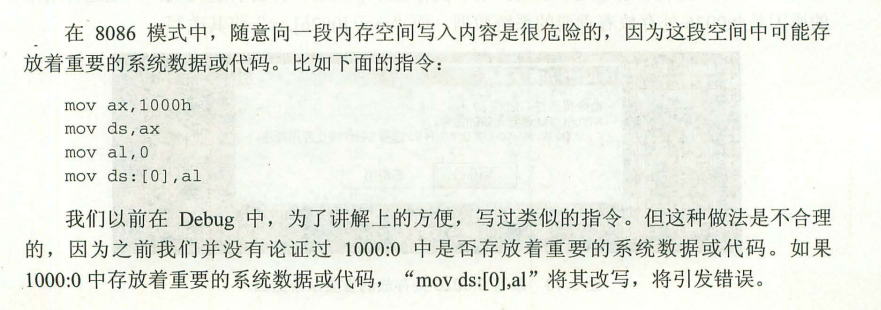 在 8086 模式中，随意向一段内存空间写入内容是很危险的，因为这段空间中可能存
放着重要的系统数据或代码。比如下面的指令：
mov ax,1000h
mov ds,ax
mov al,0
mov ds:[0],al
我们以前在 Debug 中，为了讲解上的方便，写过类似的指令。但这种做法是不合理
的，因为之前我们并没有论证过 1000:0 中是否存放着重要的系统数据或代码。如果
1000:0 中存放着重要的系统数据或代码，“mov ds:[0],al”将其改写，将引发错误。